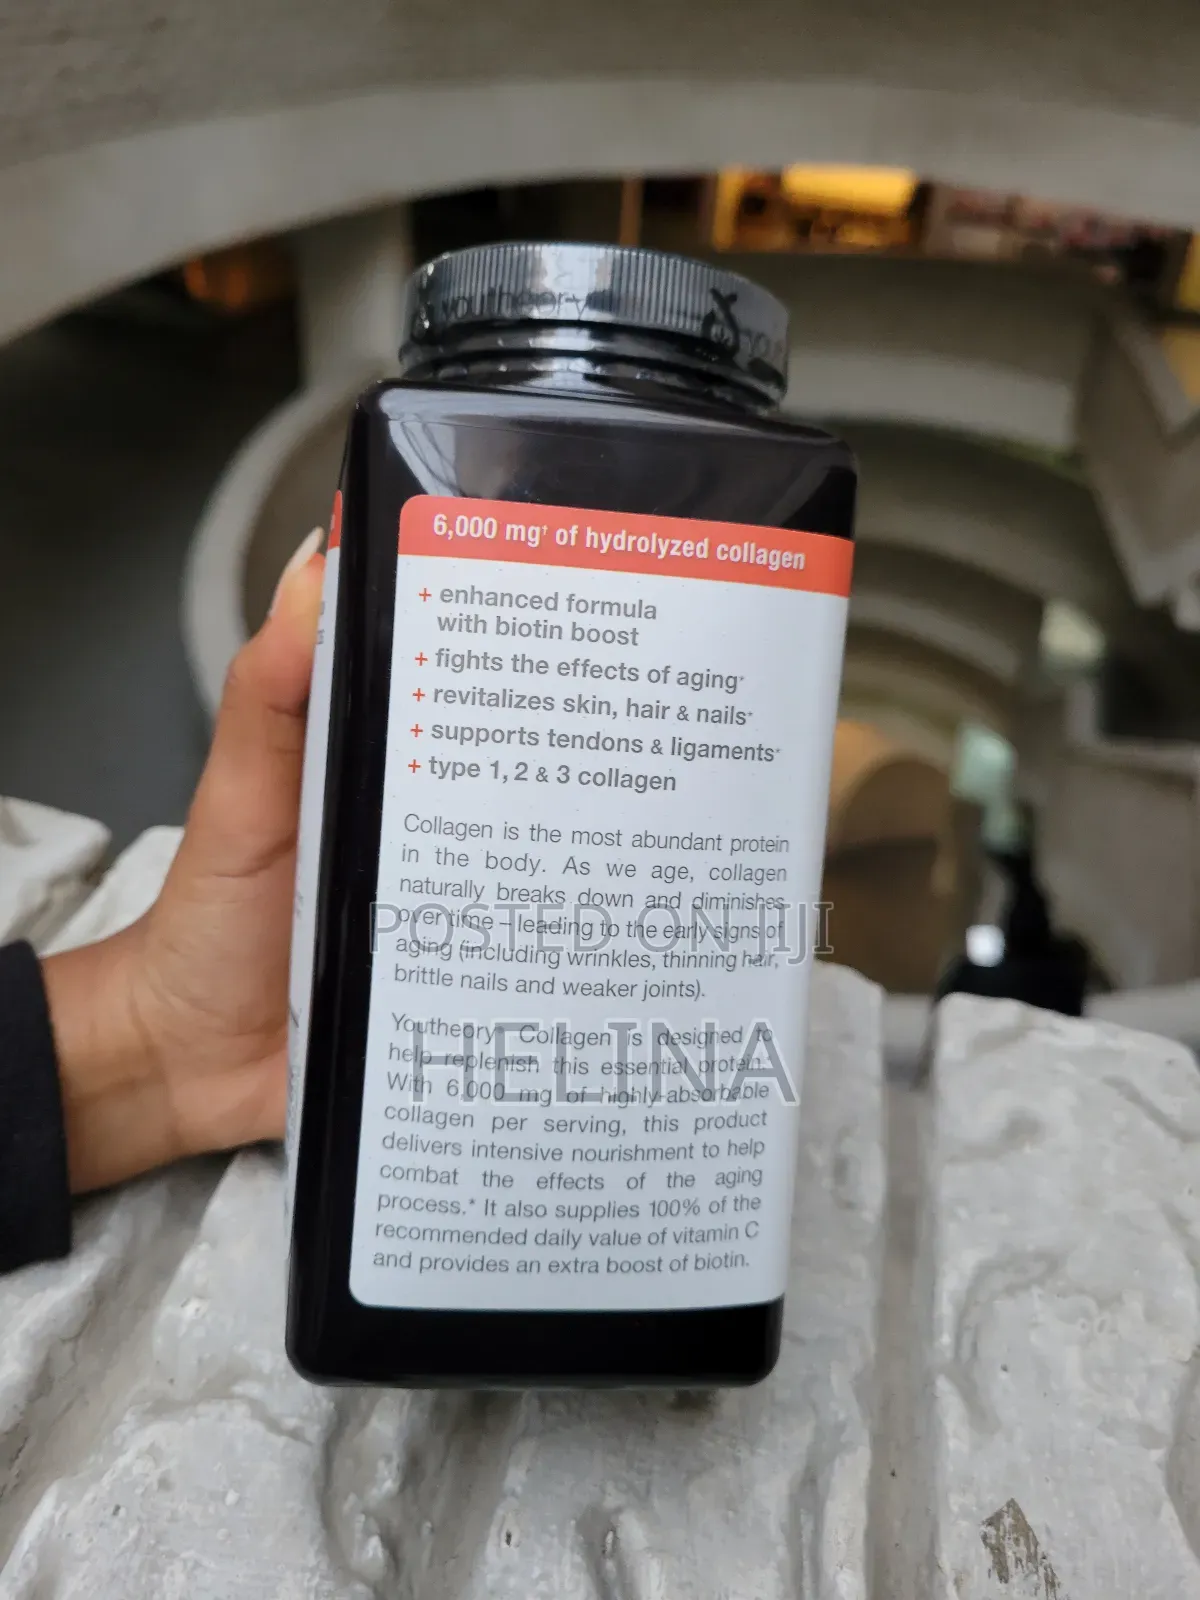 youtheory
6,000 mg† of hydrolyzed collagen
+ enhanced formula
with biotin boost
+ fights the effects of aging*
+ revitalizes skin, hair & nails*
+ supports tendons & ligaments*
+ type 1, 2 & 3 collagen
Collagen is the most abundant protein
in the body. As we age, collagen
naturally breaks down and diminishes
over time – leading to the early signs of
aging (including wrinkles, thinning hair,
brittle nails and weaker joints).
POSTED ON JIJI
Youtheory® Collagen is designed to
help replenish this essential protein.*
With 6,000 mg of highly-absorbable
collagen per serving, this product
delivers intensive nourishment to help
combat the effects of the aging
process.* It also supplies 100% of the
recommended daily value of vitamin C
and provides an extra boost of biotin.
HELINA